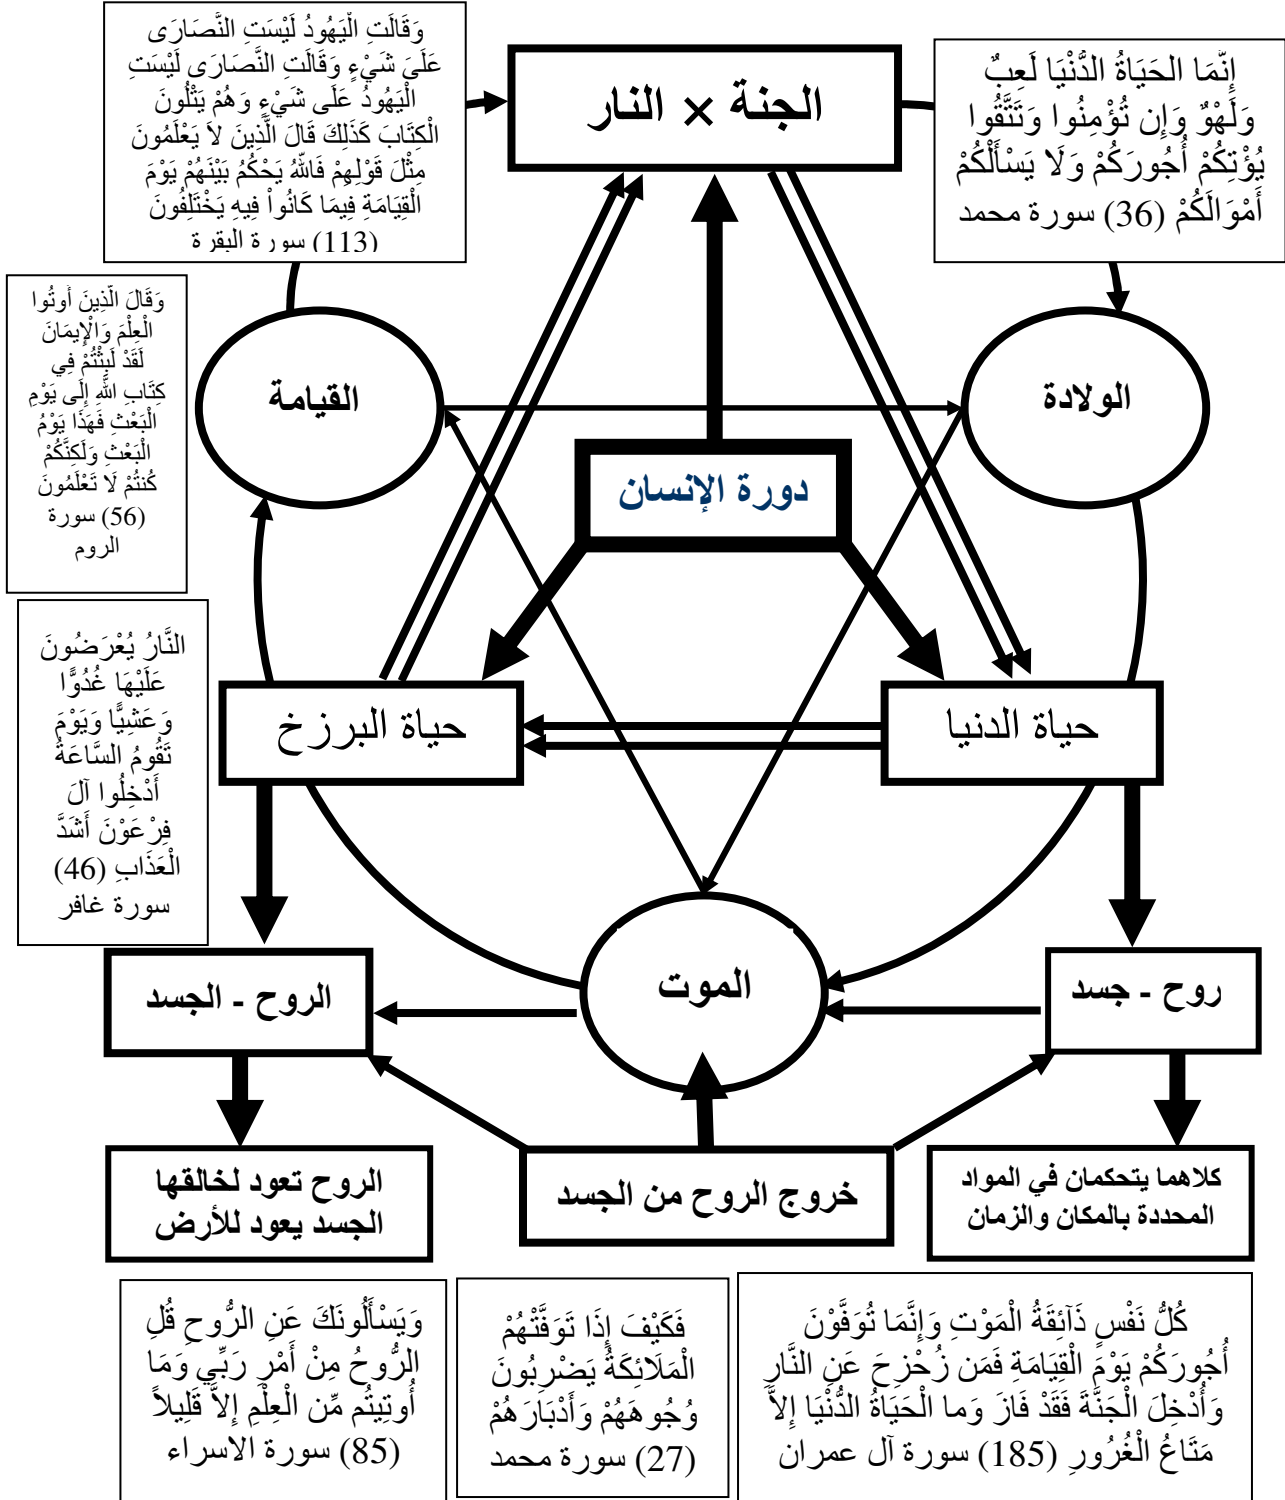 وَقَالَتِ الْيَهُودُ لَيْسَتِ النَّصَارَى
عَلَىَ شَيْءٍ وَقَالَتِ النَّصَارَى لَيْسَتِ
الْيَهُودُ عَلَى شَيْءٍ وَهُمْ يَتْلُونَ
الْكِتَابَ كَذَلِكَ قَالَ الَّذِينَ لاَ يَعْلَمُونَ
مِثْلَ قَوْلِهِمْ فَاللّهُ يَحْكُمُ بَيْنَهُمْ يَوْمَ
الْقِيَامَةِ فِيمَا كَانُواْ فِيهِ يَخْتَلِفُونَ
(113) سورة البقرة
الجنة × النار
إِنَّمَا الحَيَاةُ الدُّنْيَا لَعِبٌ
وَلَهْوٌ وَإِن تُؤْمِنُوا وَتَتَّقُوا
يُؤْتِكُمْ أُجُورَكُمْ وَلَا يَسْأَلْكُمْ
أَمْوَالَكُمْ (36) سورة محمد
وَقَالَ الَّذِينَ أُوتُوا
الْعِلْمَ وَالْإِيمَانَ
لَقَدْ لَبِثْتُمْ فِي
كِتَابِ اللَّهِ إِلَى يَوْمِ
الْبَعْثِ فَهَذَا يَوْمُ
الْبَعْثِ وَلَكِنَّكُمْ
كُنتُمْ لَا تَعْلَمُونَ
(56) سورة
الروم
القيامة
الولادة
دورة الإنسان
النَّارُ يُعْرَضُونَ
عَلَيْهَا غُدُوًّا
وَعَشِيًّا وَيَوْمَ
تَقُومُ السَّاعَةُ
أَدْخِلُوا آلَ
فِرْعَوْنَ أَشَدَّ
الْعَذَابِ (46)
سورة غافر
حياة البرزخ
حياة الدنيا
الروح - الجسد
الموت
روح - جسد
الروح تعود لخالقها
الجسد يعود للأرض
خروج الروح من الجسد
كلاهما يتحكمان في المواد
المحددة بالمكان والزمان
وَيَسْأَلُونَكَ عَنِ الرُّوحِ قُلِ
الرُّوحُ مِنْ أَمْرِ رَبِّي وَمَا
أُوتِيتُم مِّن الْعِلْمِ إِلاَّ قَلِيلاً
(85) سورة الاسراء
فَكَيْفَ إِذَا تَوَفَّتْهُمْ
الْمَلَائِكَةُ يَضْرِبُونَ
وُجُوهَهُمْ وَأَدْبَارَهُمْ
(27) سورة محمد
كُلُّ نَفْسٍ ذَآئِقَةُ الْمَوْتِ وَإِنَّمَا تُوَفَّوْنَ
أُجُورَكُمْ يَوْمَ الْقِيَامَةِ فَمَن زُحْزِحَ عَنِ النَّارِ
وَأُدْخِلَ الْجَنَّةَ فَقَدْ فَازَ وَما الْحَيَاةُ الدُّنْيَا إِلاَّ
مَتَاعُ الْغُرُورِ (185) سورة آل عمران